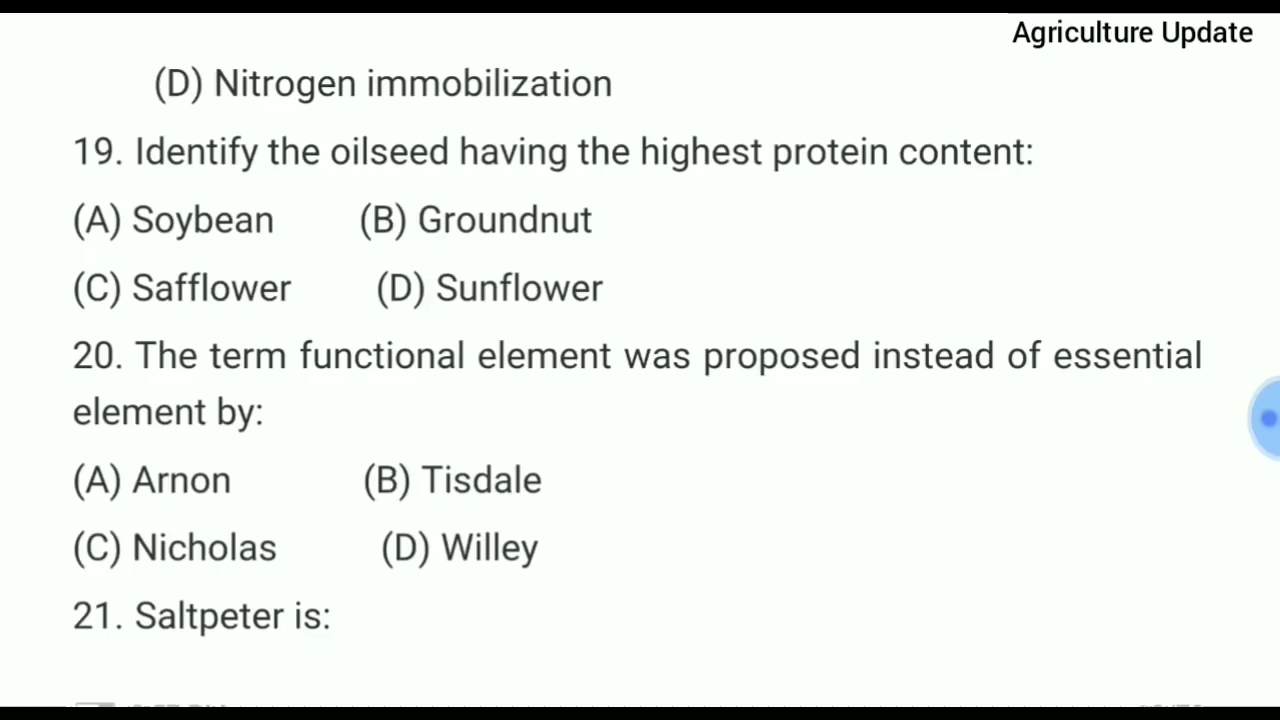 Agriculture Update
(D) Nitrogen immobilization
19. Identify the oilseed having the highest protein content:
(A) Soybean (B) Groundnut
(C) Safflower (D) Sunflower
20. The term functional element was proposed instead of essential
element by:
(A) Arnon (B) Tisdale
(C) Nicholas (D) Willey
21. Saltpeter is: